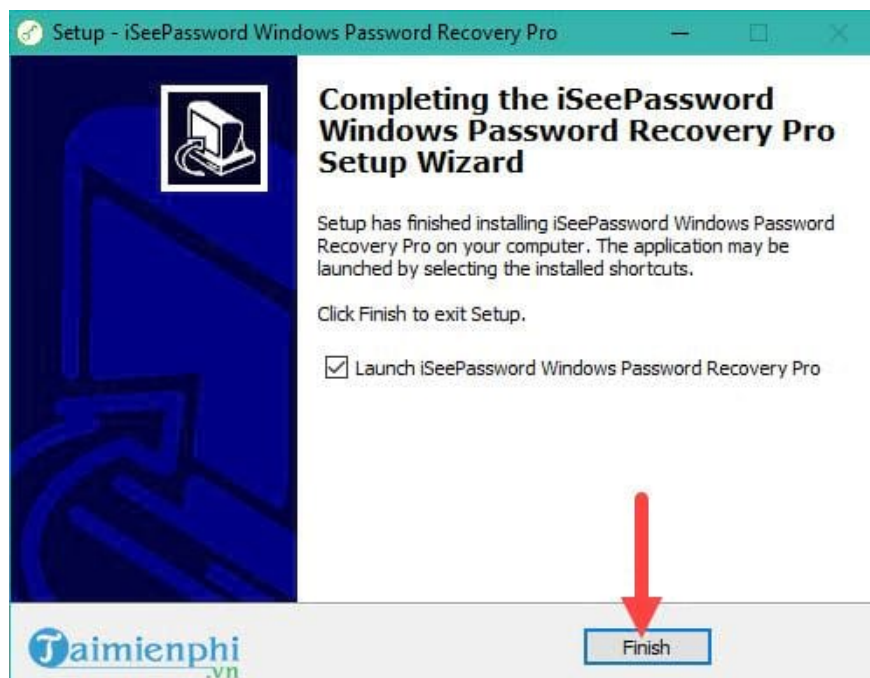 Setup - iSeePassword Windows Password Recovery Pro
Completing the iSeePassword
Windows Password Recovery Pro
Setup Wizard
Setup has finished installing iSeePassword Windows Password
Recovery Pro on your computer. The application may be
launched by selecting the installed shortcuts.
Click Finish to exit Setup.
Launch iSeePassword Windows Password Recovery Pro
Finish
Taimienphi
.vn